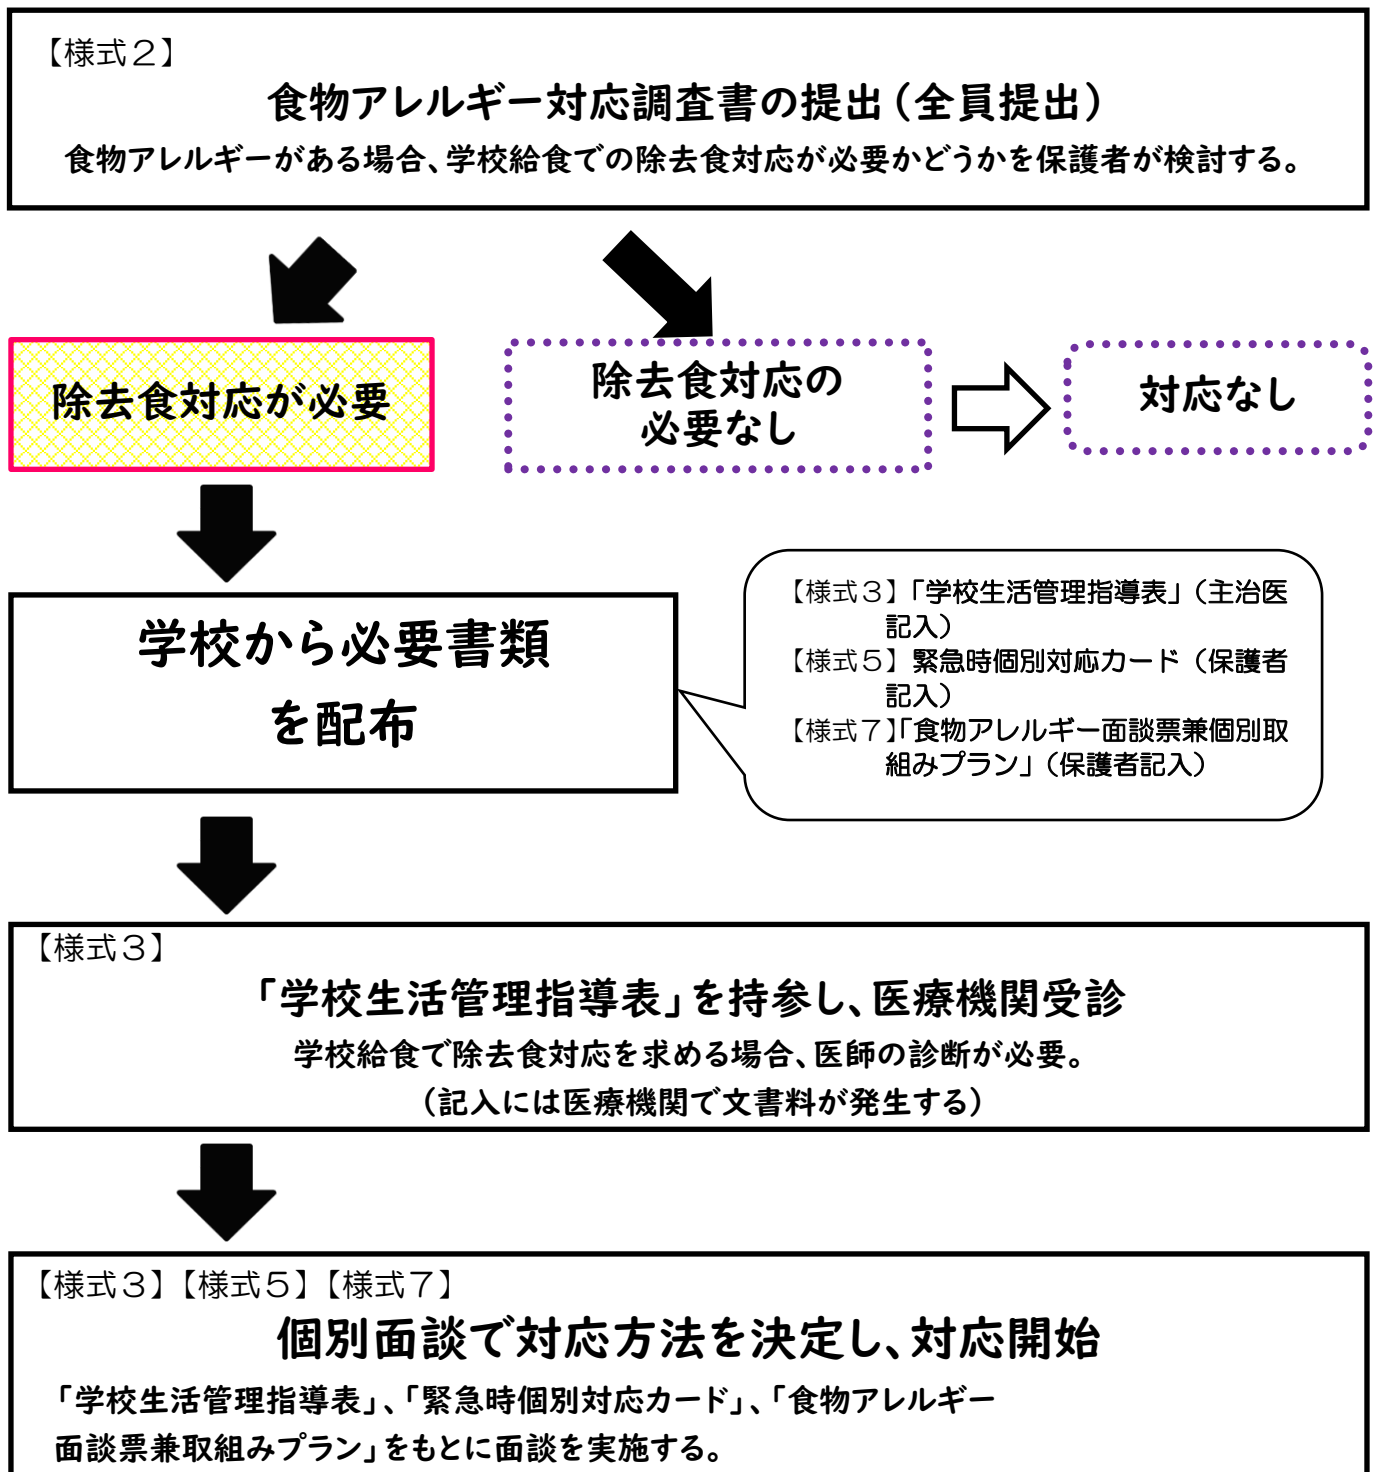 【様式２】
食物アレルギー対応調査書の提出（全員提出）
食物アレルギーがある場合、学校給食での除去食対応が必要かどうかを保護者が検討する。
除去食対応が必要
除去食対応の
必要なし
対応なし
学校から必要書類
を配布
【様式３】「学校生活管理指導表」（主治医
記入）
【様式５】緊急時個別対応カード（保護者
記入）
【様式７】「食物アレルギー面談票兼個別取
組みプラン」（保護者記入）
【様式３】
「学校生活管理指導表」を持参し、医療機関受診
学校給食で除去食対応を求める場合、医師の診断が必要。
（記入には医療機関で文書料が発生する）
【様式３】【様式５】【様式７】
個別面談で対応方法を決定し、対応開始
「学校生活管理指導表」、「緊急時個別対応カード」、「食物アレルギー
面談票兼取組みプラン」をもとに面談を実施する。